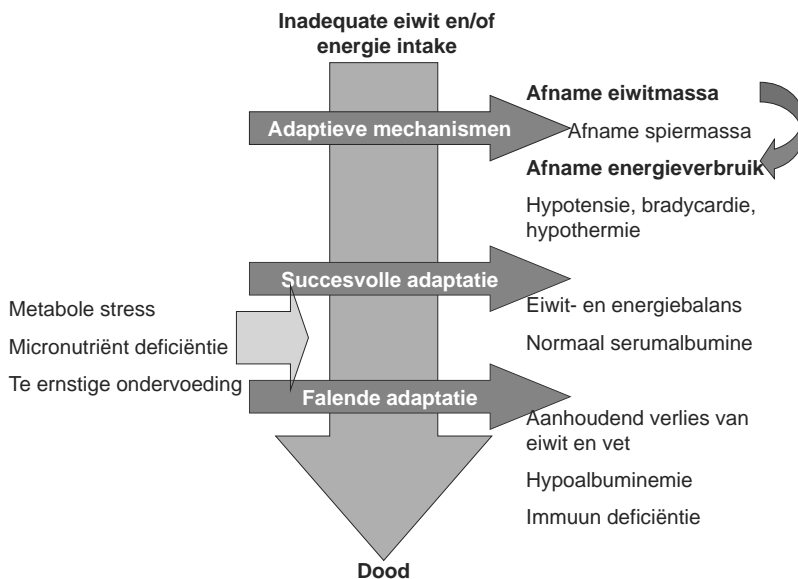 Inadequate eiwit en/of
energie intake
Adaptieve mechanismen
Afname eiwitmassa
Afname spiermassa
Afname energieverbruik
Hypotensie, bradycardie,
hypothermie
Succesvolle adaptatie
Eiwit- en energiebalans
Normaal serumalbumine
Metabole stress
Micronutriënt deficiëntie
Te ernstige ondervoeding
Falende adaptatie
Aanhoudend verlies van
eiwit en vet
Hypoalbuminemie
Immuun deficiëntie
Dood